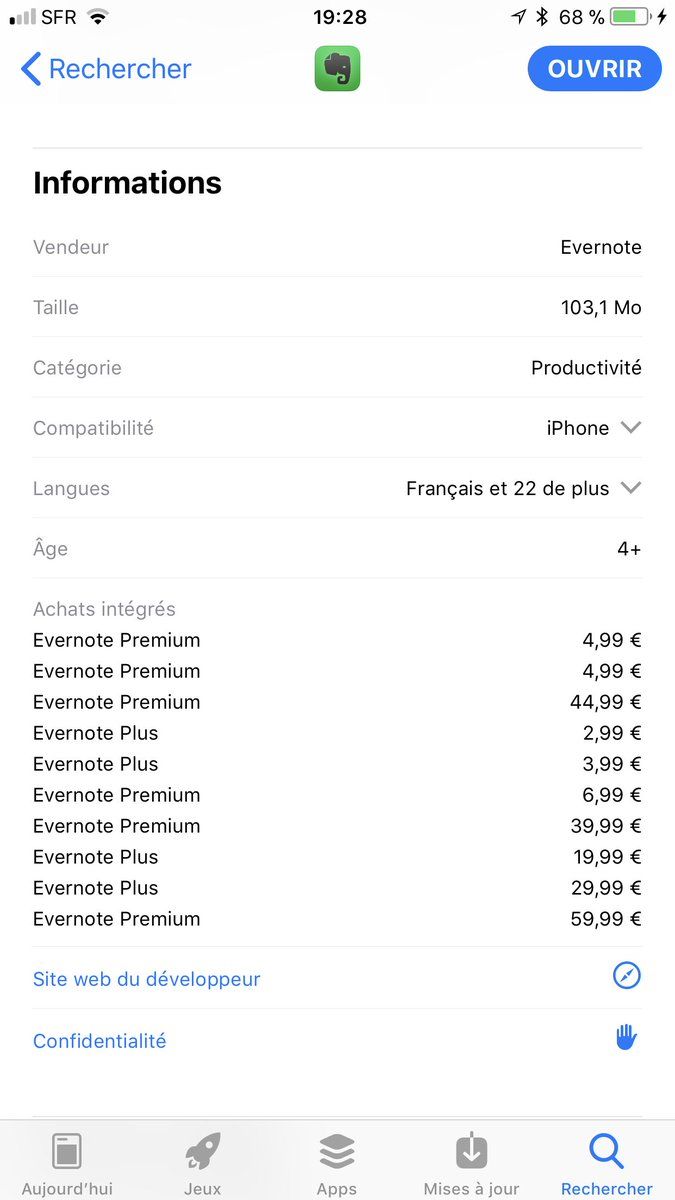 SFR 19:28 68 %
Rechercher OUVRIR
Informations
Vendeur Evernote
Taille 103,1 Mo
Catégorie Productivité
Compatibilité iPhone
Langues Français et 22 de plus
Âge 4+
Achats intégrés
Evernote Premium 4,99 €
Evernote Premium 4,99 €
Evernote Premium 44,99 €
Evernote Plus 2,99 €
Evernote Plus 3,99 €
Evernote Premium 6,99 €
Evernote Premium 39,99 €
Evernote Plus 19,99 €
Evernote Plus 29,99 €
Evernote Premium 59,99 €
Site web du développeur
Confidentialité
Aujourd’hui Jeux Apps Mises à jour Rechercher